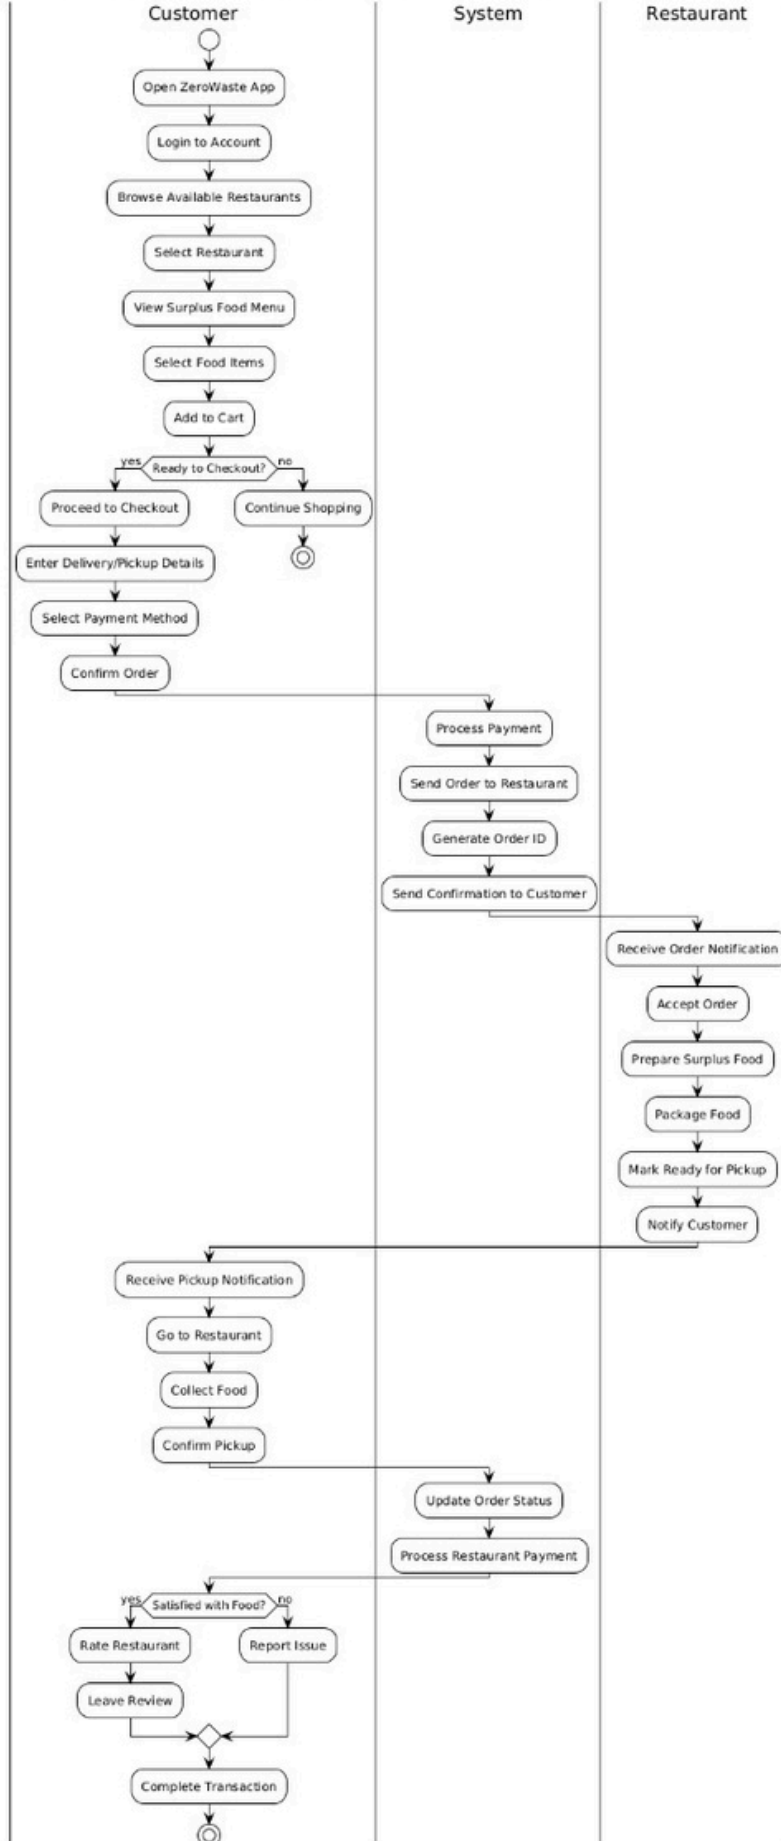 Customer
System
Restaurant
Open ZeroWaste App
Login to Account
Browse Available Restaurants
Select Restaurant
View Surplus Food Menu
Select Food Items
Add to Cart
yes
Ready to Checkout?
no
Proceed to Checkout
Continue Shopping
Enter Delivery/Pickup Details
Select Payment Method
Confirm Order
Process Payment
Send Order to Restaurant
Generate Order ID
Send Confirmation to Customer
Receive Order Notification
Accept Order
Prepare Surplus Food
Package Food
Mark Ready for Pickup
Notify Customer
Receive Pickup Notification
Go to Restaurant
Collect Food
Confirm Pickup
Update Order Status
Process Restaurant Payment
yes
Satisfied with Food?
no
Rate Restaurant
Report Issue
Leave Review
Complete Transaction